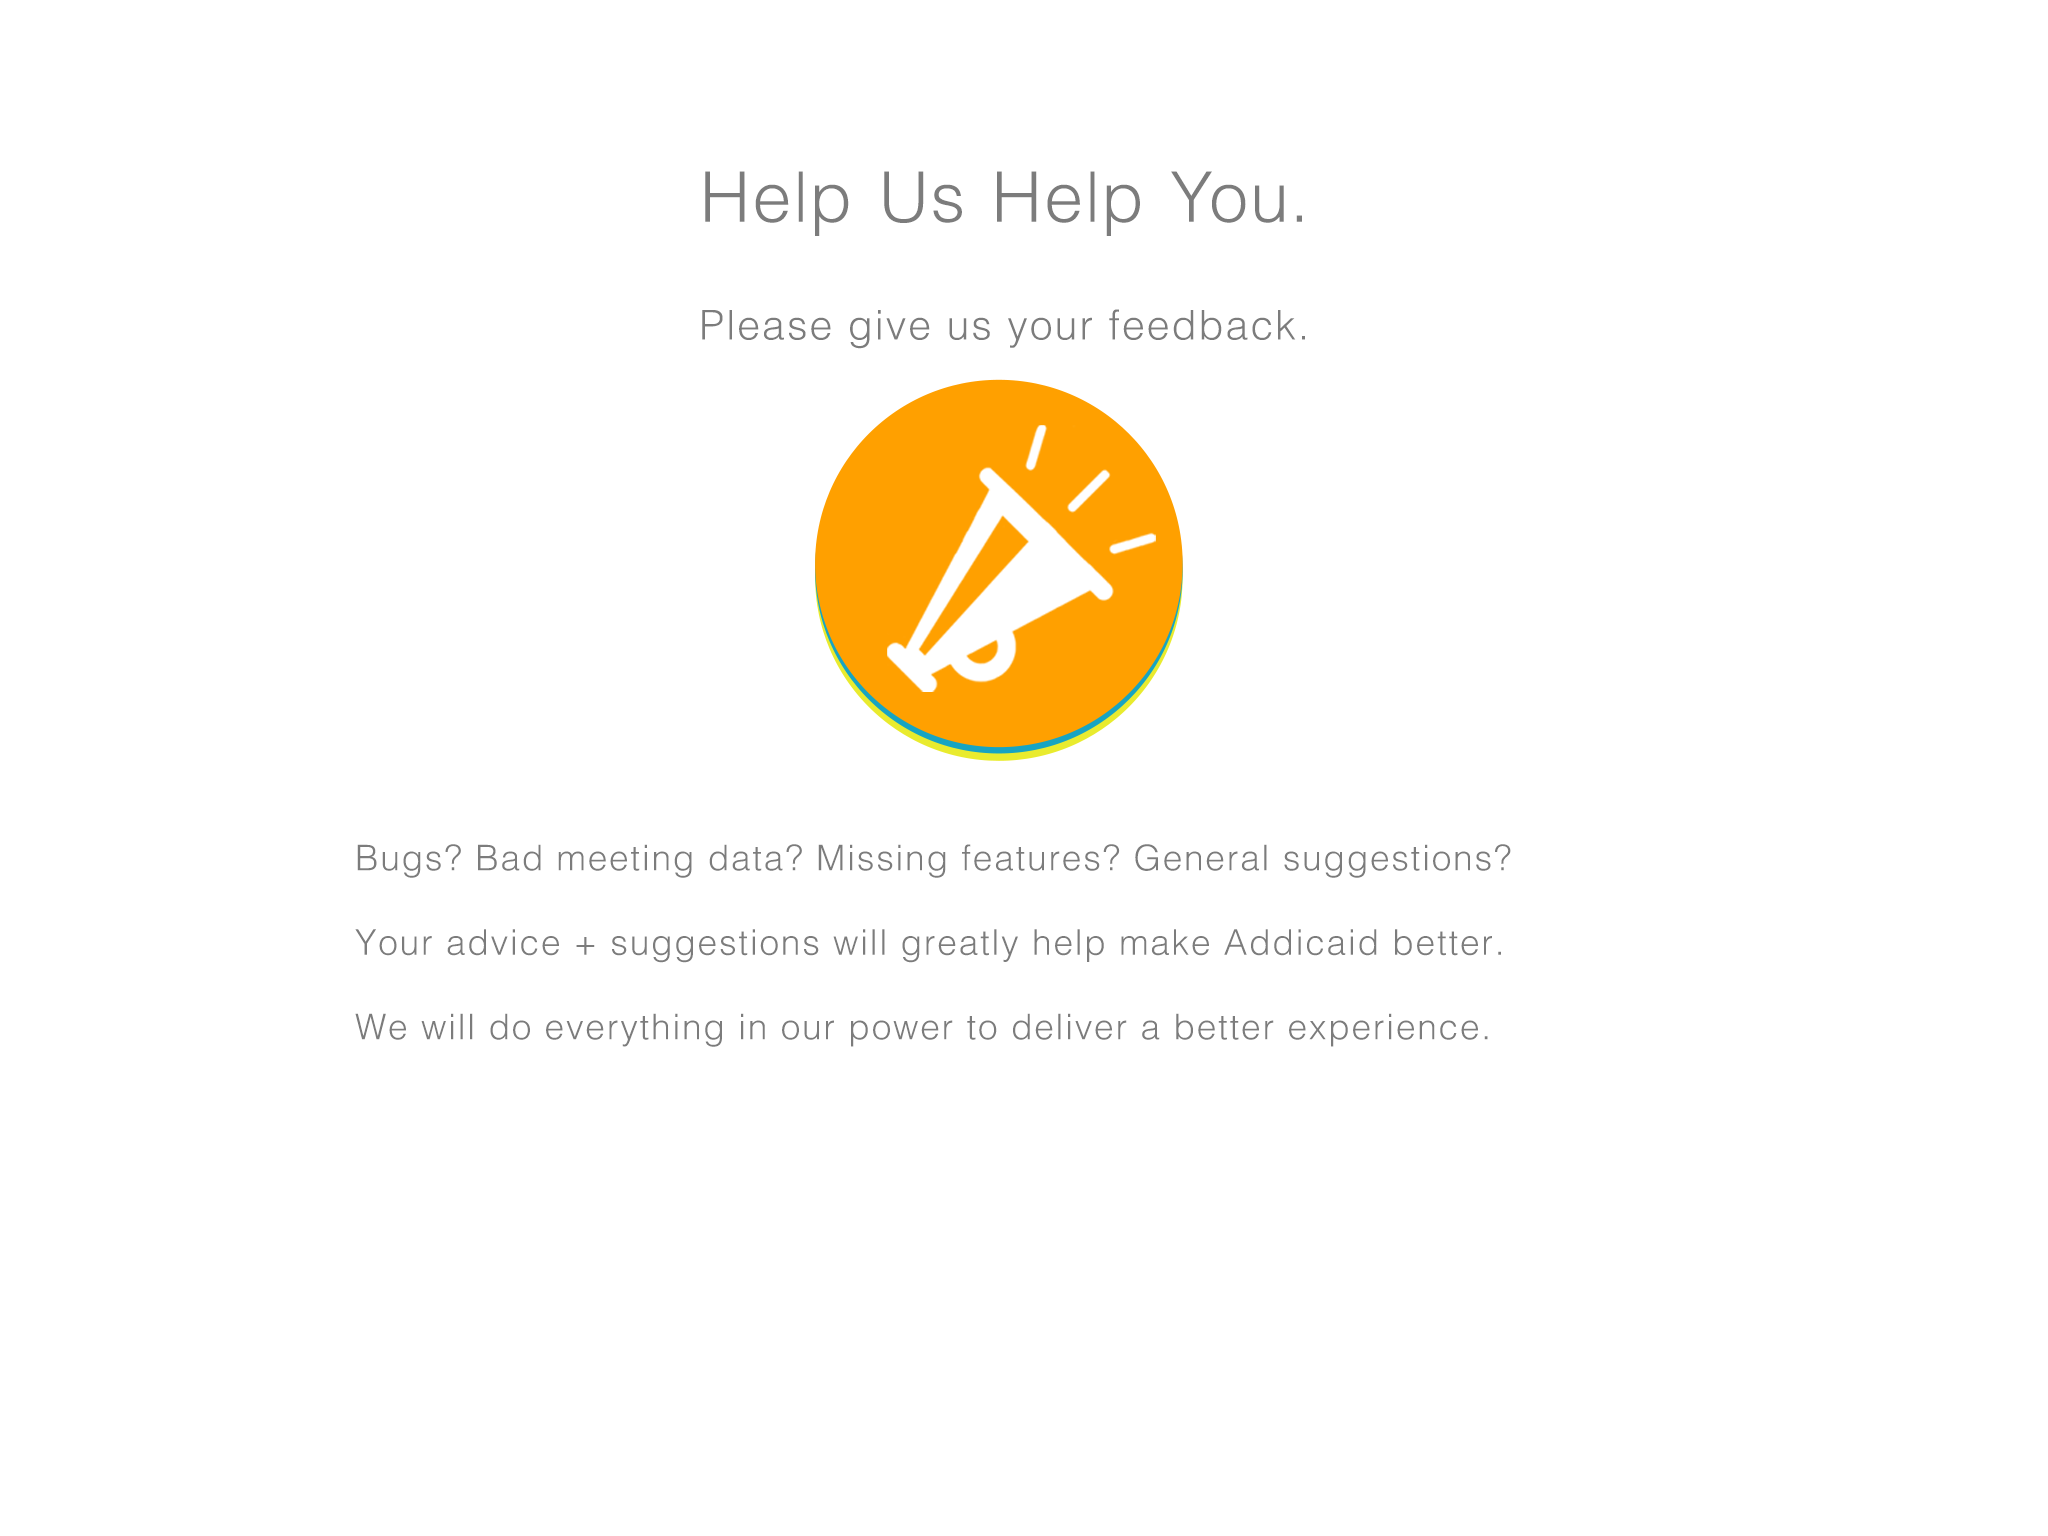 Help Us Help You.
Please give us your feedback.
Bugs? Bad meeting data? Missing features? General suggestions?
Your advice + suggestions will greatly help make Addicaid better.
We will do everything in our power to deliver a better experience.